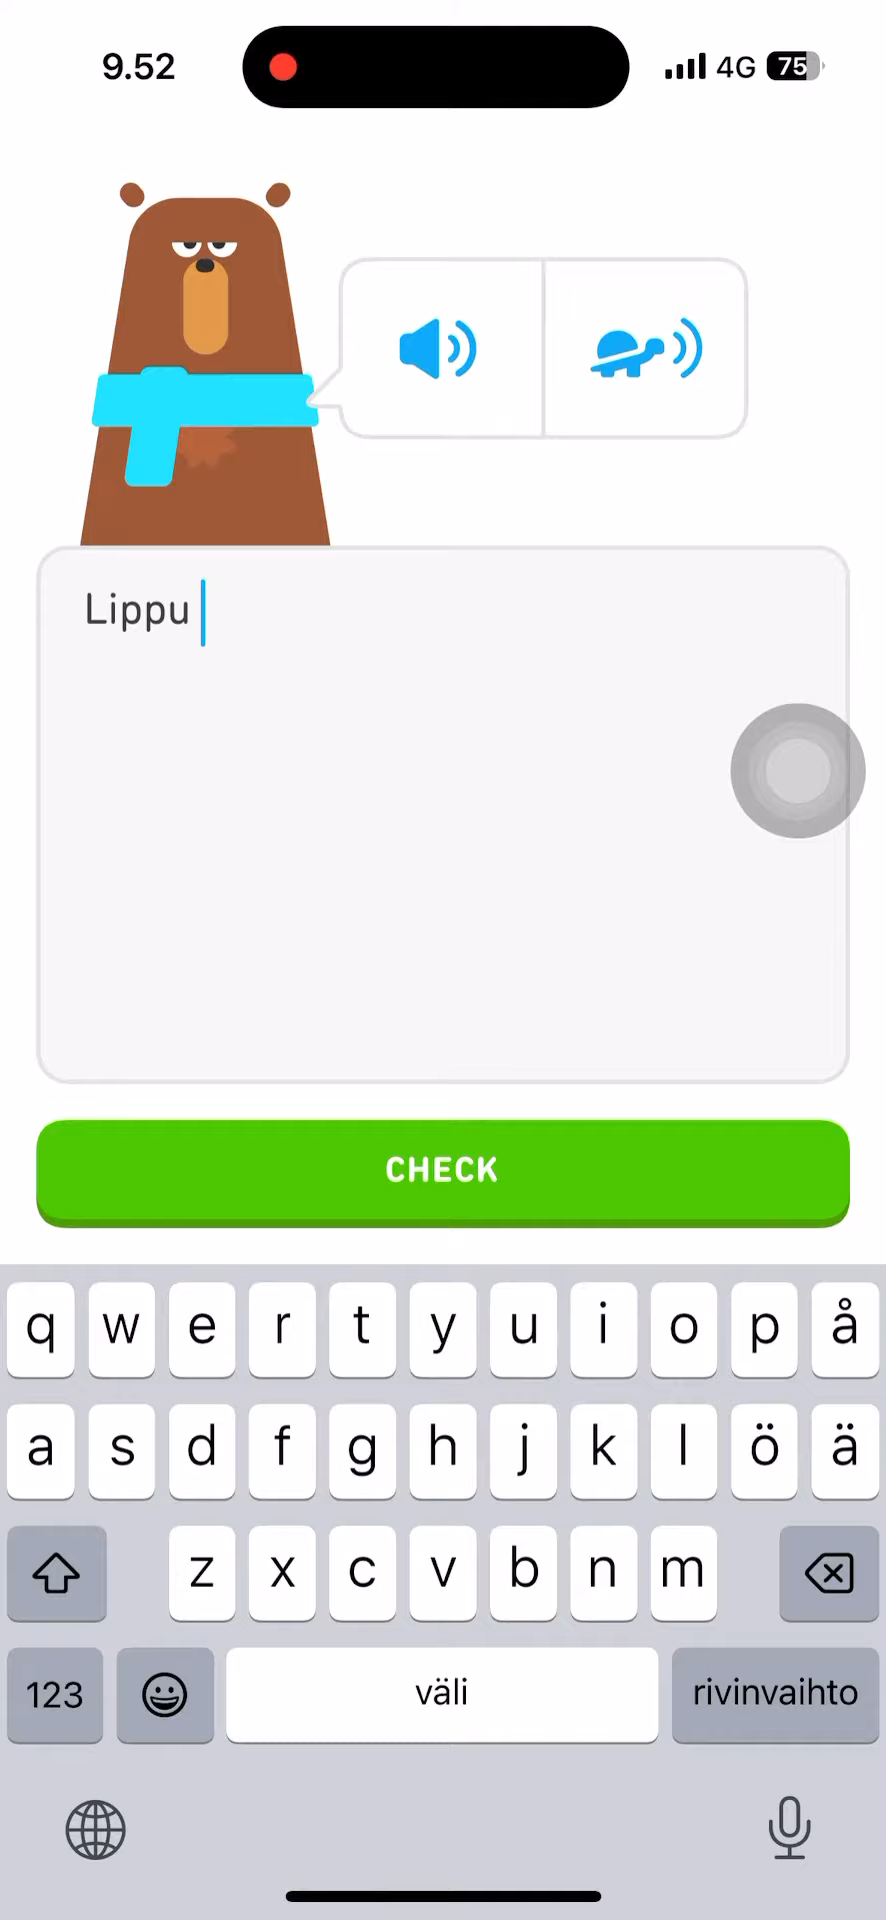 9.52
4G 75
Lippu
CHECK
q w e r t y u i o p å
a s d f g h j k l ö ä
z x c v b n m
123 väli rivinvaihto